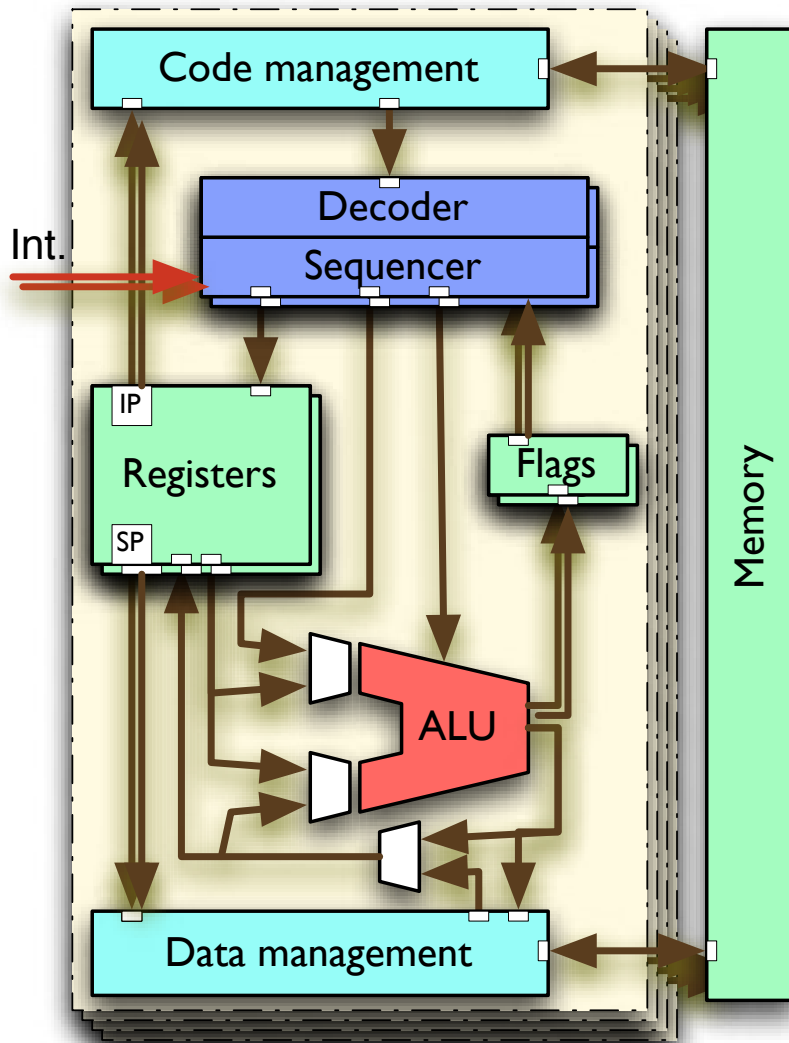 Code management
Decoder
Int.
Sequencer
IP
Registers
Flags
SP
ALU
Data management
Memory